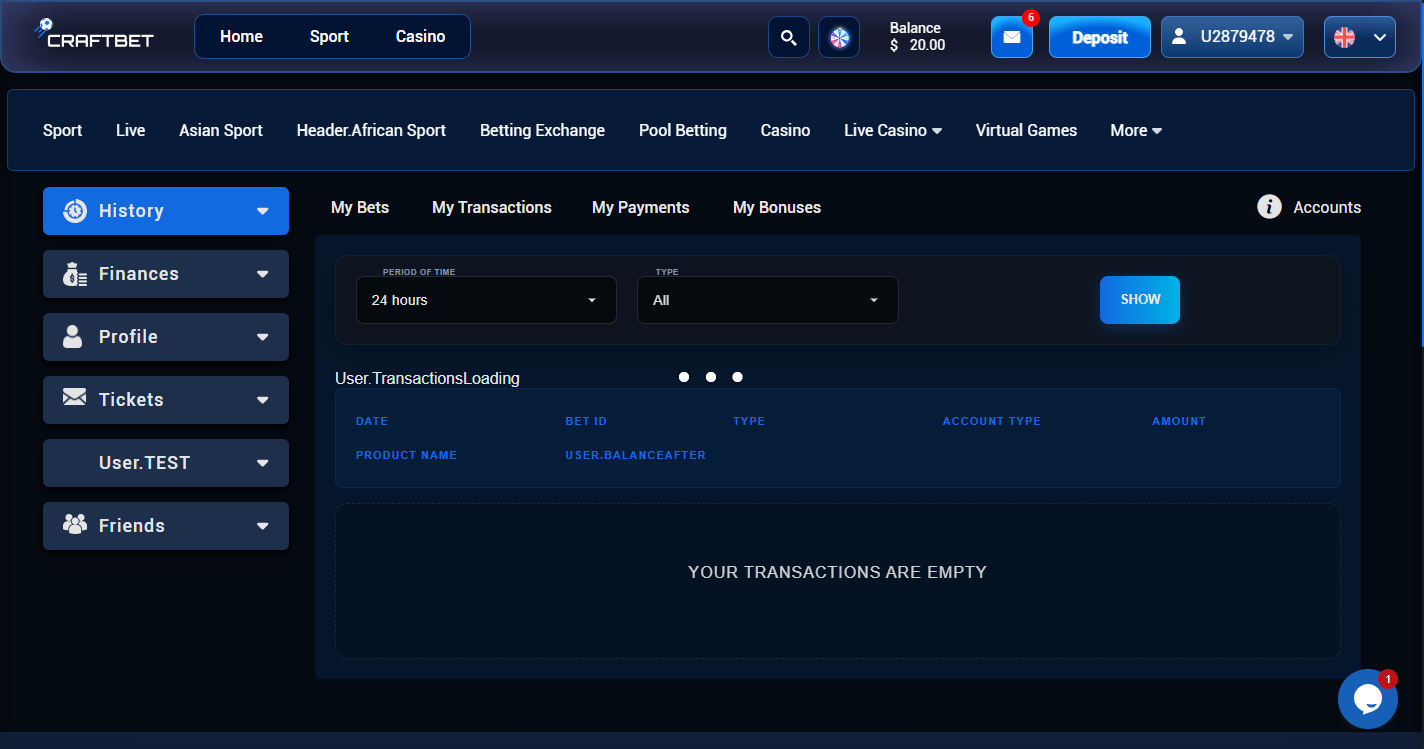 CRAFTBET
Home Sport Casino
Balance
$ 20.00
6
Deposit
U2879478
Sport Live Asian Sport Header.African Sport Betting Exchange Pool Betting Casino Live Casino Virtual Games More
History
Finances
Profile
Tickets
User.TEST
Friends
My Bets My Transactions My Payments My Bonuses
Accounts
PERIOD OF TIME
24 hours
TYPE
All
SHOW
User.TransactionsLoading
DATE BET ID TYPE ACCOUNT TYPE AMOUNT
PRODUCT NAME USER.BALANCEAFTER
YOUR TRANSACTIONS ARE EMPTY
1